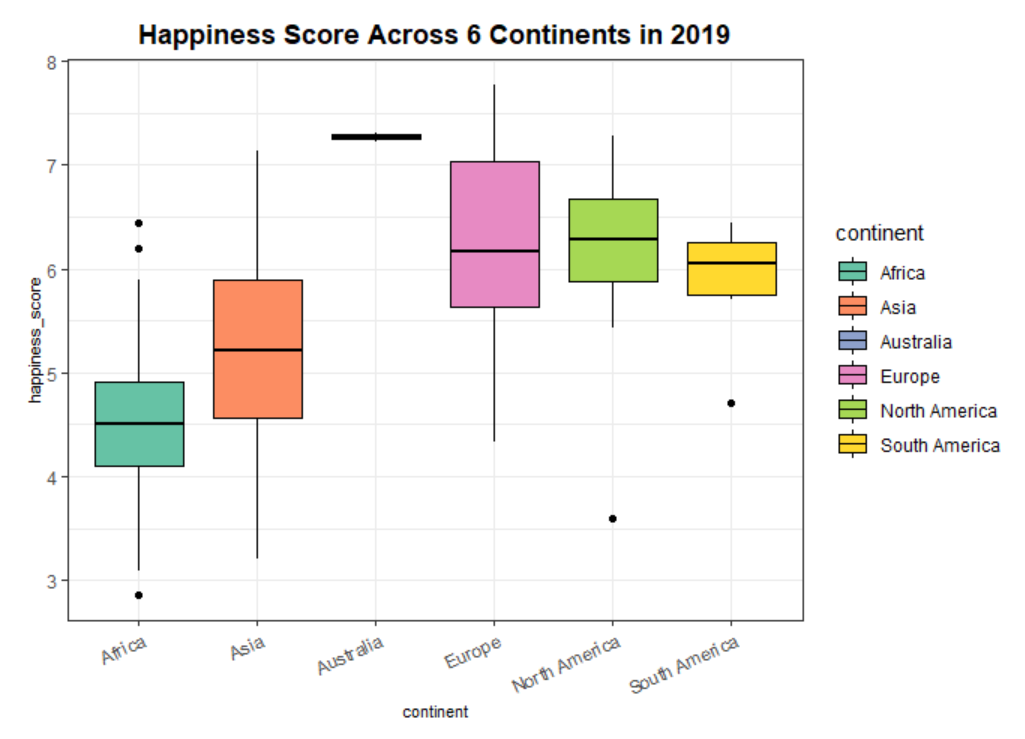 Happiness Score Across 6 Continents in 2019
8
7
6
5
4
3
happiness_score
Africa
Asia
Australia
Europe
North America
South America
continent
continent
Africa
Asia
Australia
Europe
North America
South America